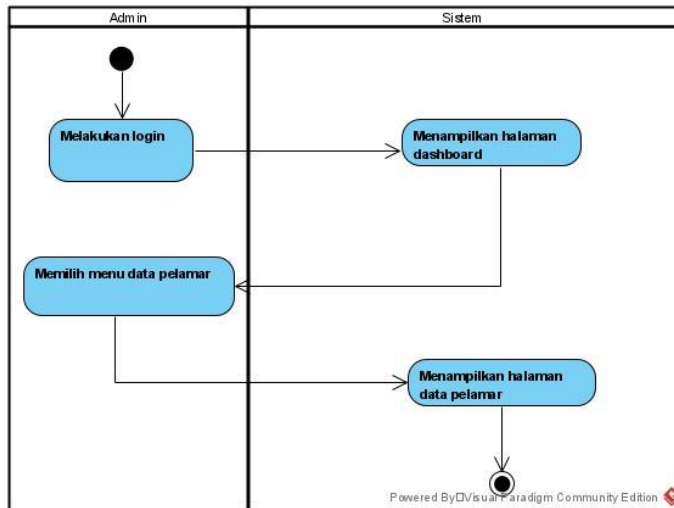 Admin
Sistem
Melakukan login
Menampilkan halaman
dashboard
Memilih menu data pelamar
Menampilkan halaman
data pelamar
Powered By□Visual Paradigm Community Edition